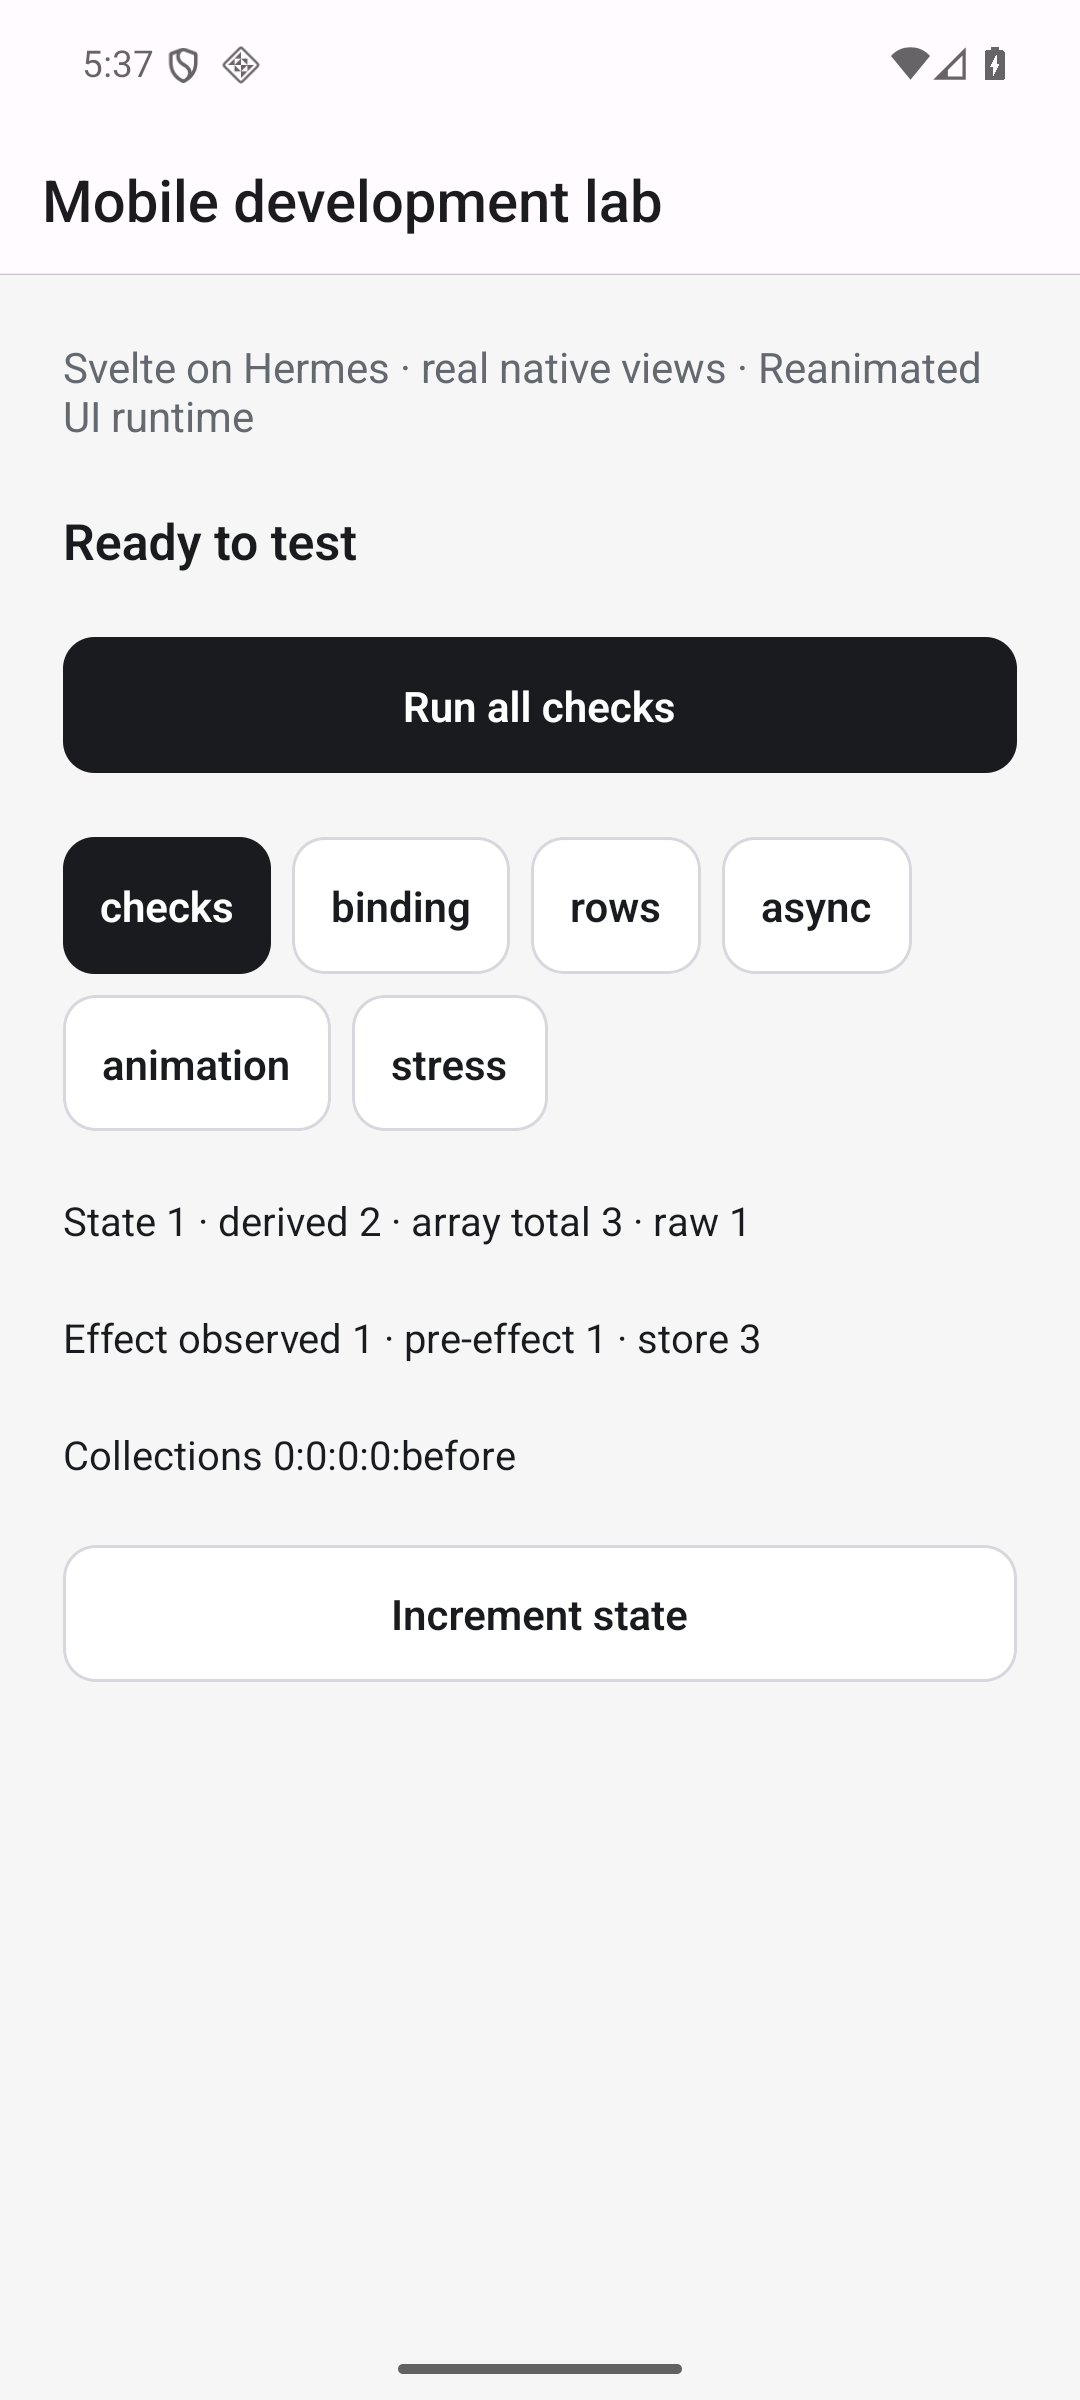 5:37
Mobile development lab
Svelte on Hermes · real native views · Reanimated
UI runtime
Ready to test
Run all checks
checks
binding
rows
async
animation
stress
State 1 · derived 2 · array total 3 · raw 1
Effect observed 1 · pre-effect 1 · store 3
Collections 0:0:0:0:before
Increment state